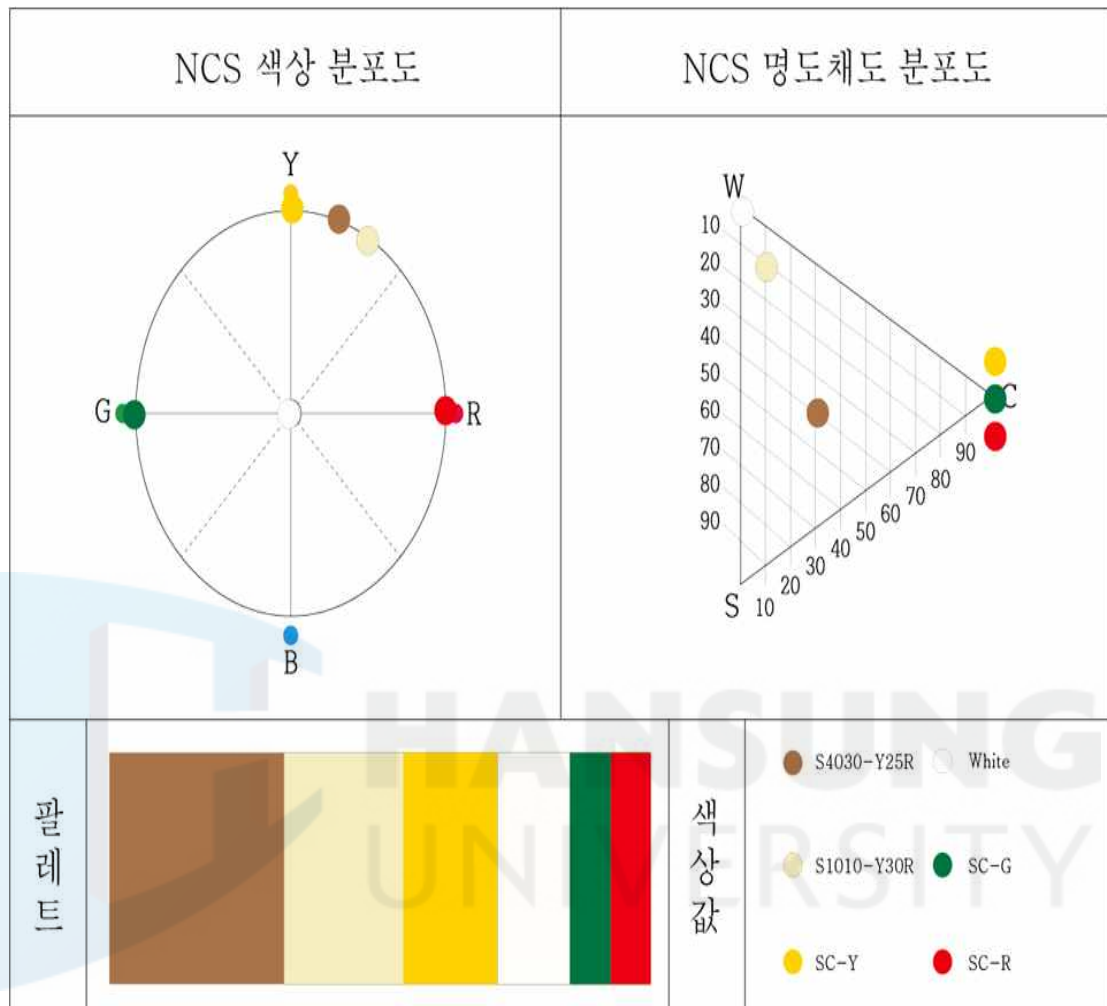 NCS 색상 분포도
NCS 명도채도 분포도
Y
G
R
B
W
10
20
30
40
50
60
70
80
90
S
10
20
30
40
50
60
70
80
90
C
팔레트
색상값
S4030-Y25R
White
S1010-Y30R
SC-G
SC-Y
SC-R
HANSUNG
UNIVERSITY